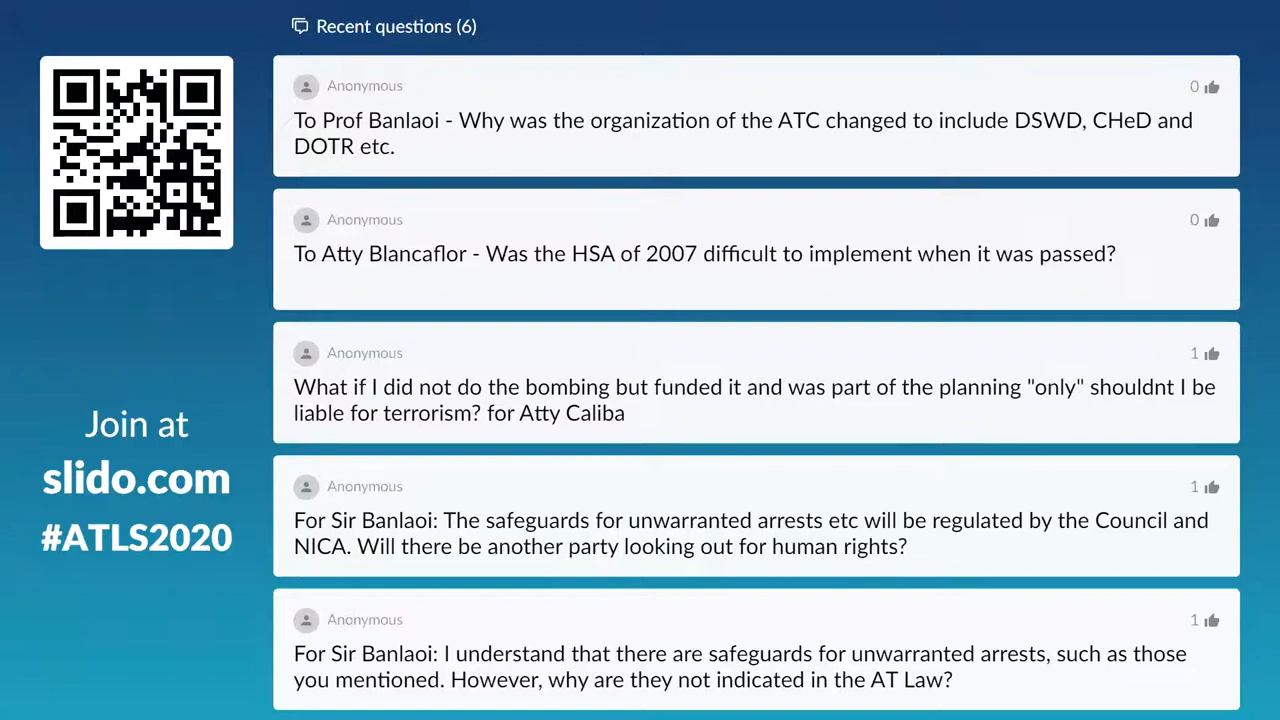 Recent questions (6)
Anonymous
0
To Prof Banlaoi - Why was the organization of the ATC changed to include DSWD, CHeD and
DOTR etc.
Anonymous
0
To Atty Blancaflor - Was the HSA of 2007 difficult to implement when it was passed?
Anonymous
1
What if I did not do the bombing but funded it and was part of the planning "only" shouldnt I be
liable for terrorism? for Atty Caliba
Anonymous
1
For Sir Banlaoi: The safeguards for unwarranted arrests etc will be regulated by the Council and
NICA. Will there be another party looking out for human rights?
Anonymous
1
For Sir Banlaoi: I understand that there are safeguards for unwarranted arrests, such as those
you mentioned. However, why are they not indicated in the AT Law?
Join at
slido.com
#ATLS2020